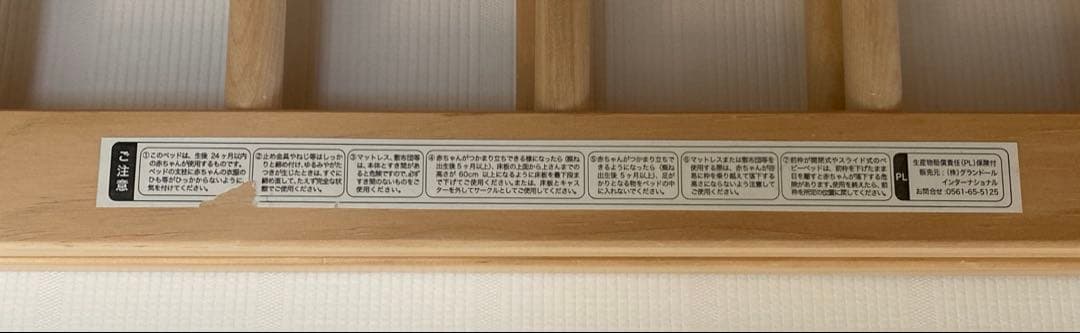 ご注意
①このベッドは、生後 24ヶ月以内
の赤ちゃんが使用するものです。
ベッドの支柱に赤ちゃんの衣服の
ひも等がひっかからないように
気を付けてください。
②止め金具やねじ等はしっか
りと締め付け、ゆるみやがた
つきが生じたときは、すぐに
締め直して、たえず完全な状
態でご使用ください。
③マットレス、敷布団等
は、本体とすき間があ
ると危険ですので、必
ずすき間のないものをご
使用ください。
④赤ちゃんがつかまり立ちできる様になったら（概ね
出生後5ヶ月以上）、床板の上面から上さんまでの
高さが 60cm 以上になるように、床板を最下段ま
で下げてご使用ください。または、床板とキャス
ターを外してサークルとしてご使用してください。
⑤赤ちゃんがつかまり立ちで
きるようになったら（概ね
出生後 5ヶ月以上）、足が
かりとなる物をベッドの中
に入れないでください。
⑥マットレスまたは敷布団等を
使用する際は、赤ちゃんが容
易に枠を乗り越えて落下する
高さにならないよう注意して
ご使用ください。
⑦前枠が開閉式やスライド式のベ
ビーベッドは、前枠を下げたまま
目を離すと赤ちゃんが落下する危
険があります。使用を終えたら、前
枠を所定の位置に戻してください。
PL
生産物賠償責任(PL)保険付
販売元：（株）グランドール
インターナショナル
お問合せ:0561-65-5125